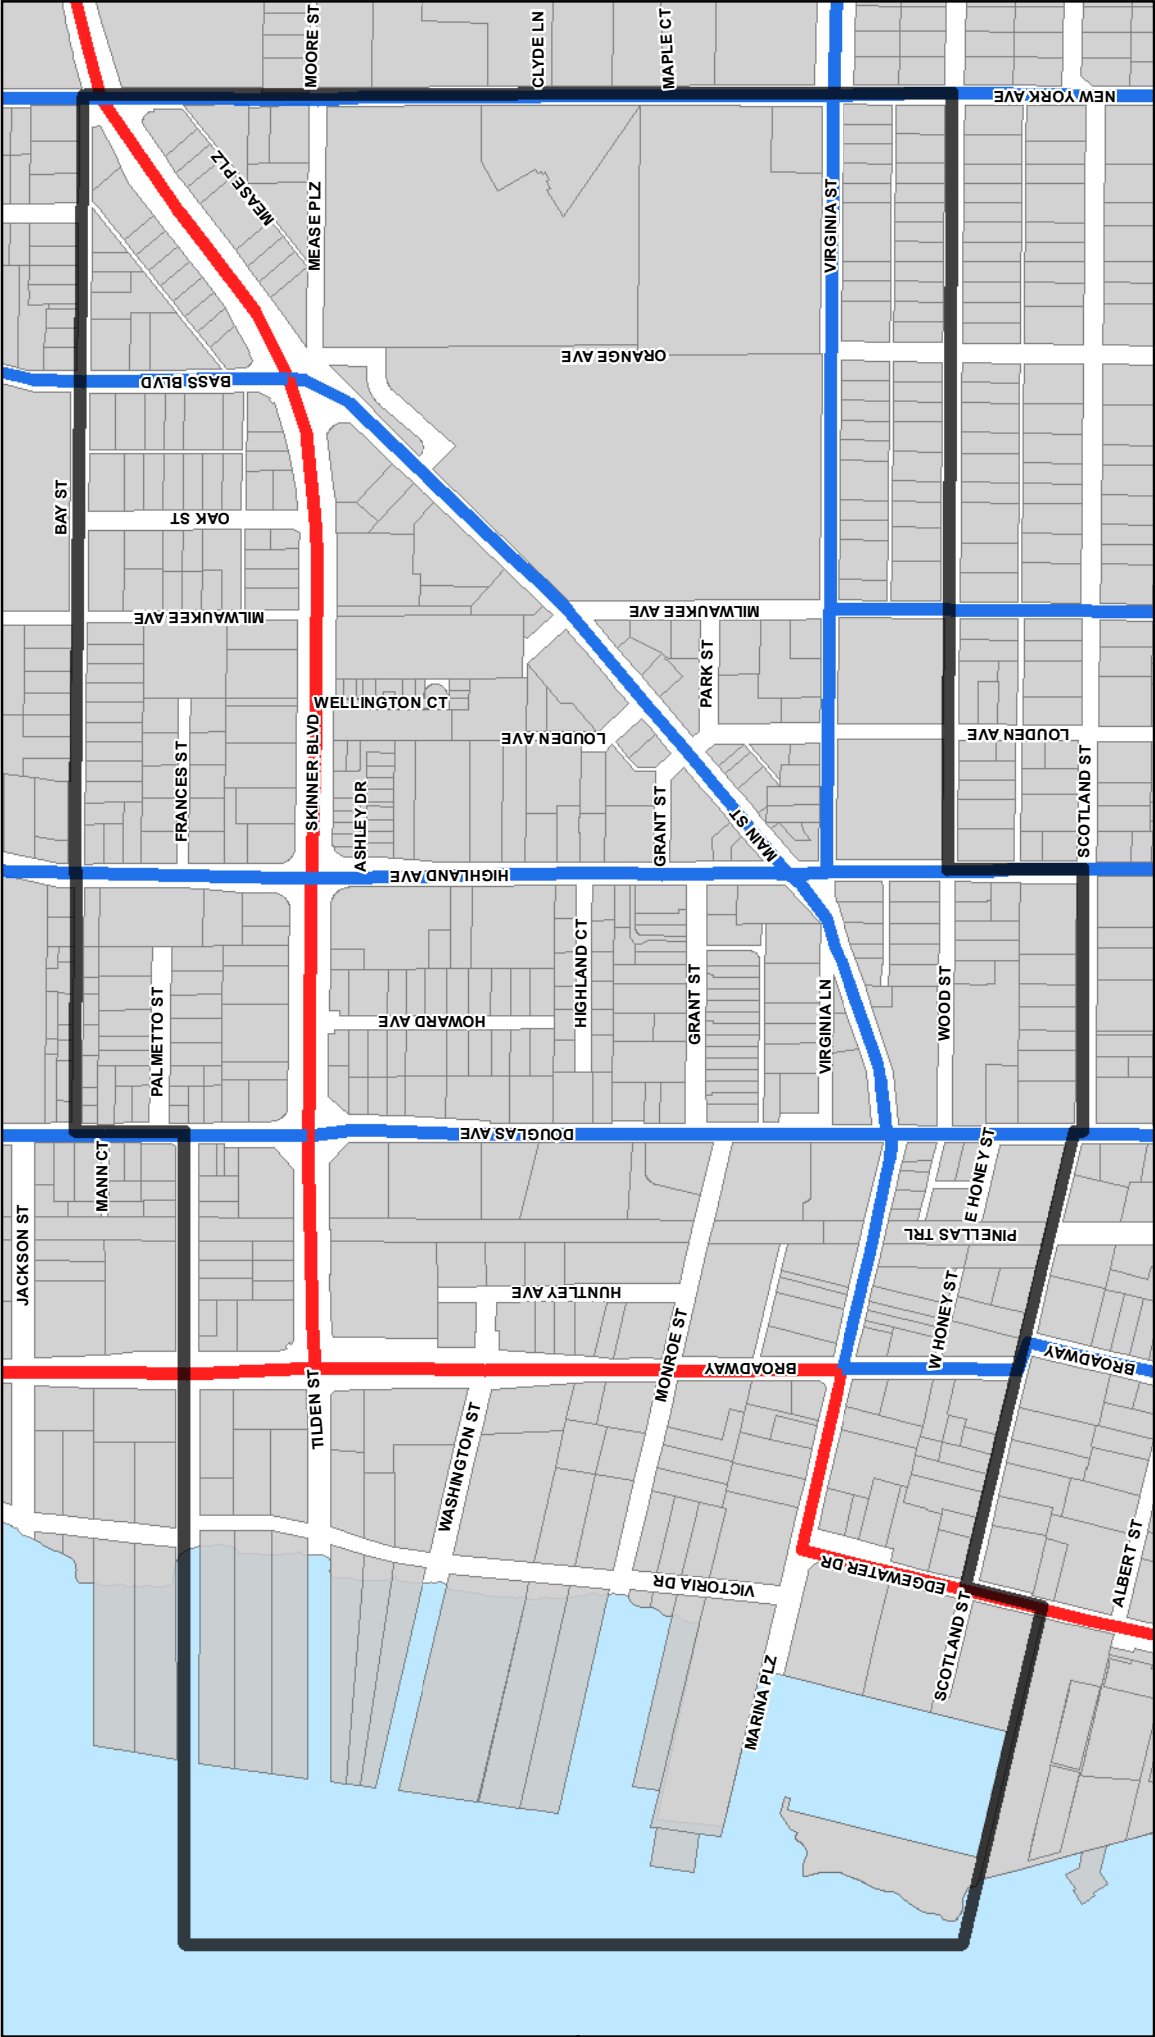 MOORE ST
CLYDE LN
MAPLE CT
NEW YORK AVE
MEASE PLZ
MEASE PLZ
VIRGINIA ST
ORANGE AVE
BASS BLVD
BAY ST
OAK ST
MILWAUKEE AVE
MILWAUKEE AVE
PARK ST
WELLINGTON CT
LOUDEN AVE
LOUDEN AVE
FRANCES ST
SKINNER BLVD
ASHLEY DR
GRANT ST
MAIN ST
SCOTLAND ST
HIGHLAND AVE
HIGHLAND CT
PALMETTO ST
HOWARD AVE
GRANT ST
VIRGINIA LN
WOOD ST
DOUGLAS AVE
MANN CT
E HONEY ST
JACKSON ST
PINELLAS TRL
HUNTLEY AVE
W HONEY ST
MONROE ST
BROADWAY
BROADWAY
TILDEN ST
WASHINGTON ST
VICTORIA DR
EDGEWATER DR
ALBERT ST
SCOTLAND ST
MARINA PLZ